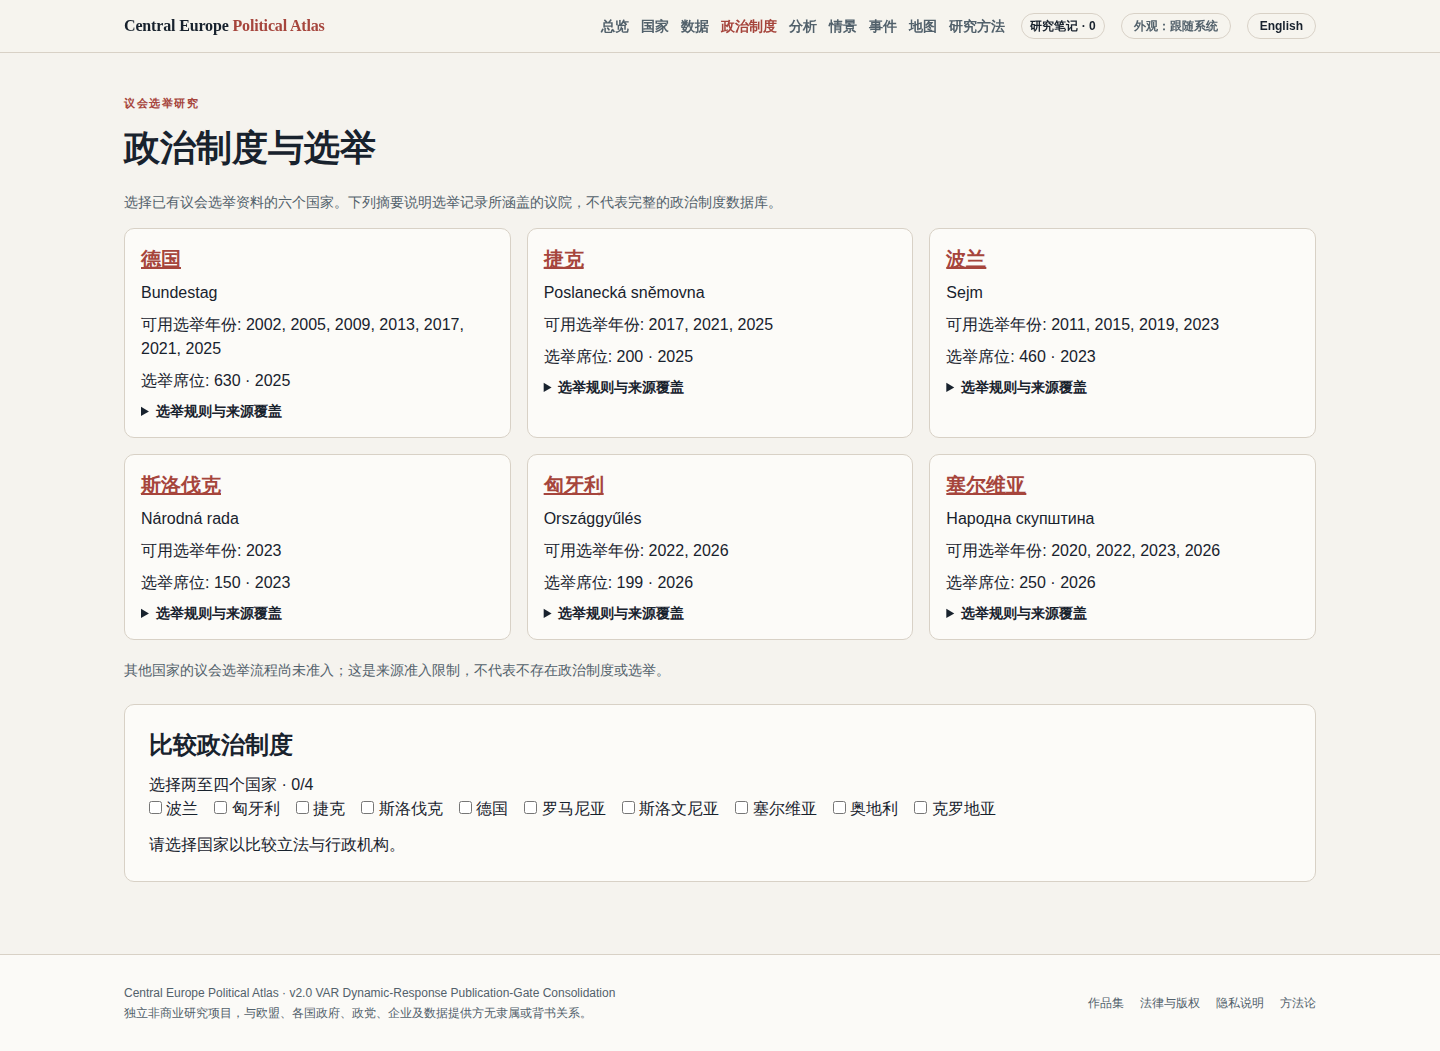 Central Europe Political Atlas
总览 国家 数据 政治制度 分析 情景 事件 地图 研究方法 研究笔记 · 0 外观：跟随系统 English
议会选举研究
政治制度与选举
选择已有议会选举资料的六个国家。下列摘要说明选举记录所涵盖的议院，不代表完整的政治制度数据库。
德国
Bundestag
可用选举年份: 2002, 2005, 2009, 2013, 2017,
2021, 2025
选举席位: 630 · 2025
▶ 选举规则与来源覆盖
捷克
Poslanecká sněmovna
可用选举年份: 2017, 2021, 2025
选举席位: 200 · 2025
▶ 选举规则与来源覆盖
波兰
Sejm
可用选举年份: 2011, 2015, 2019, 2023
选举席位: 460 · 2023
▶ 选举规则与来源覆盖
斯洛伐克
Národná rada
可用选举年份: 2023
选举席位: 150 · 2023
▶ 选举规则与来源覆盖
匈牙利
Országgyűlés
可用选举年份: 2022, 2026
选举席位: 199 · 2026
▶ 选举规则与来源覆盖
塞尔维亚
Народна скупштина
可用选举年份: 2020, 2022, 2023, 2026
选举席位: 250 · 2026
▶ 选举规则与来源覆盖
其他国家的议会选举流程尚未准入；这是来源准入限制，不代表不存在政治制度或选举。
比较政治制度
选择两至四个国家 · 0/4
波兰 匈牙利 捷克 斯洛伐克 德国 罗马尼亚 斯洛文尼亚 塞尔维亚 奥地利 克罗地亚
请选择国家以比较立法与行政机构。
Central Europe Political Atlas · v2.0 VAR Dynamic-Response Publication-Gate Consolidation
独立非商业研究项目，与欧盟、各国政府、政党、企业及数据提供方无隶属或背书关系。
作品集 法律与版权 隐私说明 方法论